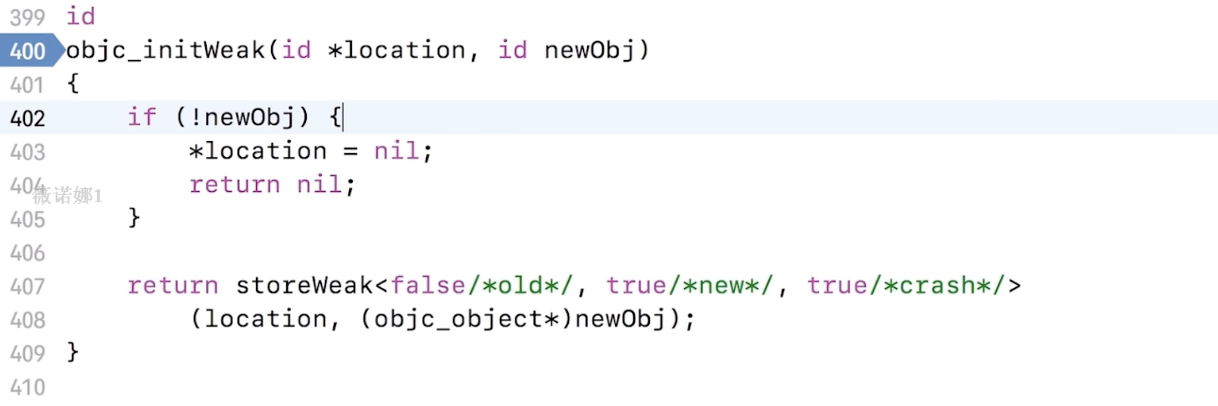 399 id
400 objc_initWeak(id *location, id newObj)
401 {
402     if (!newObj) {
403         *location = nil;
404         return nil;
薇诺娜1
405     }
406
407     return storeWeak<false/*old*/, true/*new*/, true/*crash*/>
408         (location, (objc_object*)newObj);
409 }
410